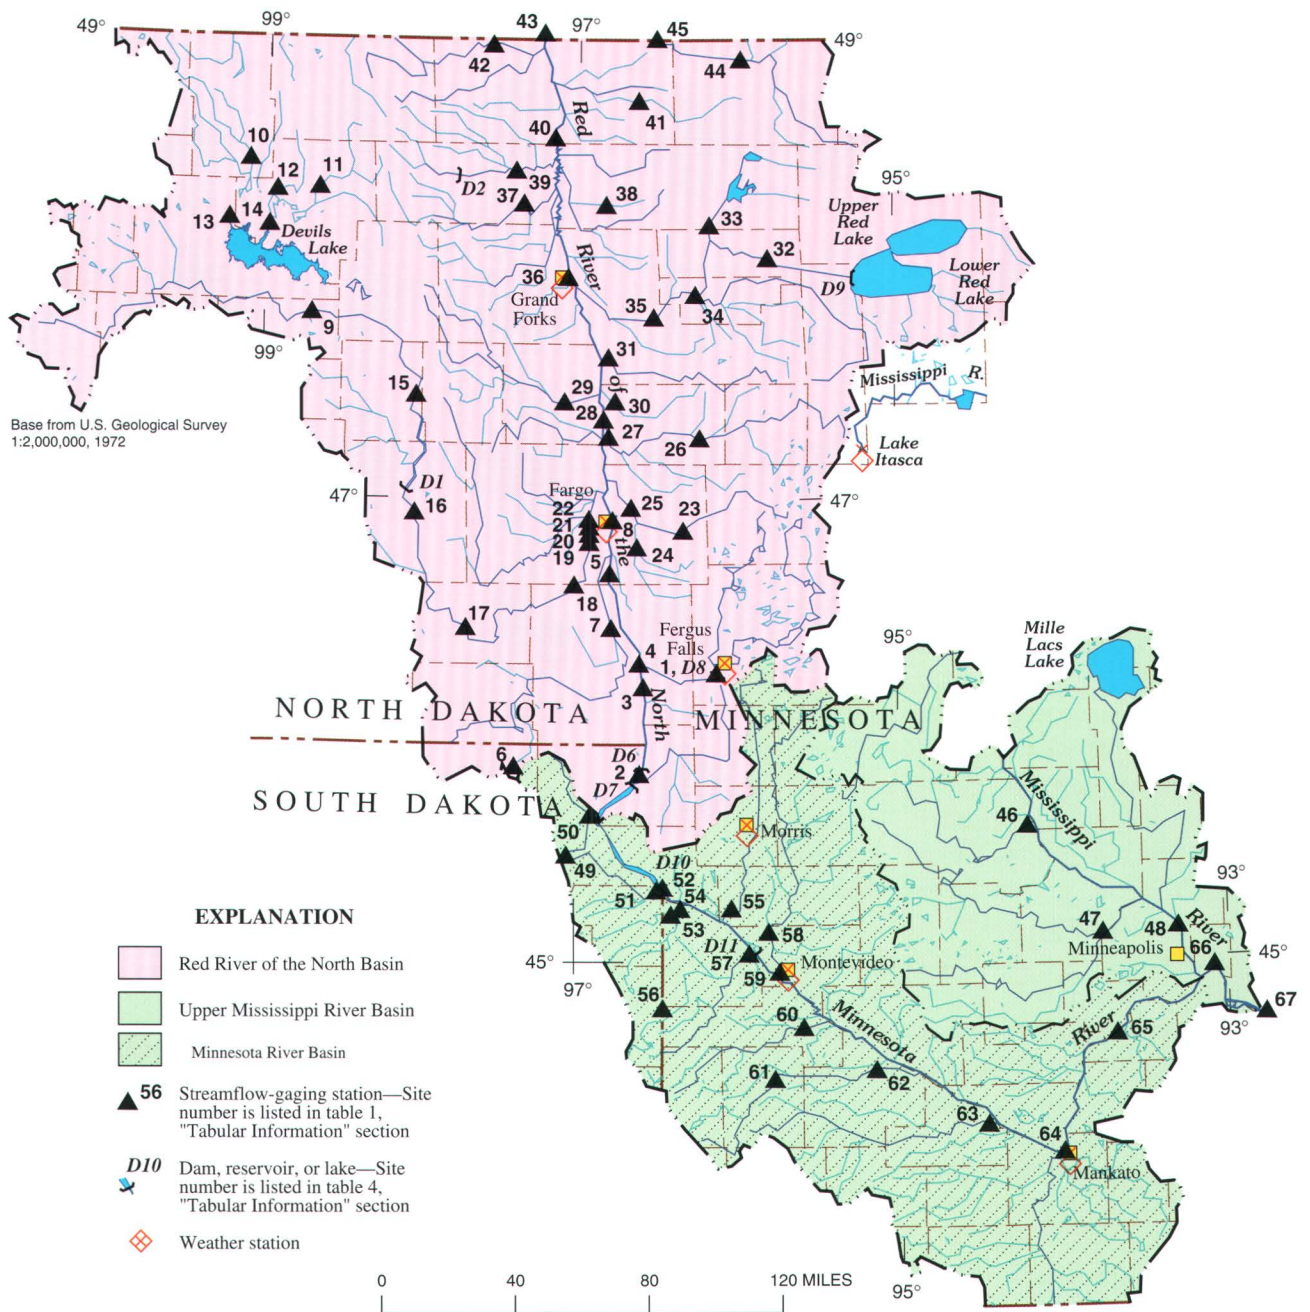 49°
99°
43
97°
45
49°
42
44
41
40
Red
10
12
11
D2
39
37
38
95°
13
14
Devils
Lake
33
Upper
Red
Lake
River
32
36
Grand
Forks
D9
Lower
Red
Lake
35
34
9
99°
31
Mississippi R.
15
29
of
30
28
27
26
Base from U.S. Geological Survey
1:2,000,000, 1972
Lake
Itasca
D1
47°
16
Fargo
22
21
20
19
8
25
23
47°
the
24
5
18
17
7
Fergus
Falls
4
1, D8
3
North
95°
Mille
Lacs
Lake
NORTH DAKOTA
MINNESOTA
6
D6
2
D7
SOUTH DAKOTA
Mississippi
46
50
Morris
49
D10
52
51
54
53
55
93°
47
48
River
Minneapolis
66
45°
58
D11
57
45°
97°
Montevideo
59
56
67
93°
60
Minnesota
River
65
61
62
63
64
Mankato
95°
EXPLANATION
Red River of the North Basin
Upper Mississippi River Basin
Minnesota River Basin
56 Streamflow-gaging station—Site
number is listed in table 1,
"Tabular Information" section
D10 Dam, reservoir, or lake—Site
number is listed in table 4,
"Tabular Information" section
Weather station
0 40 80 120 MILES